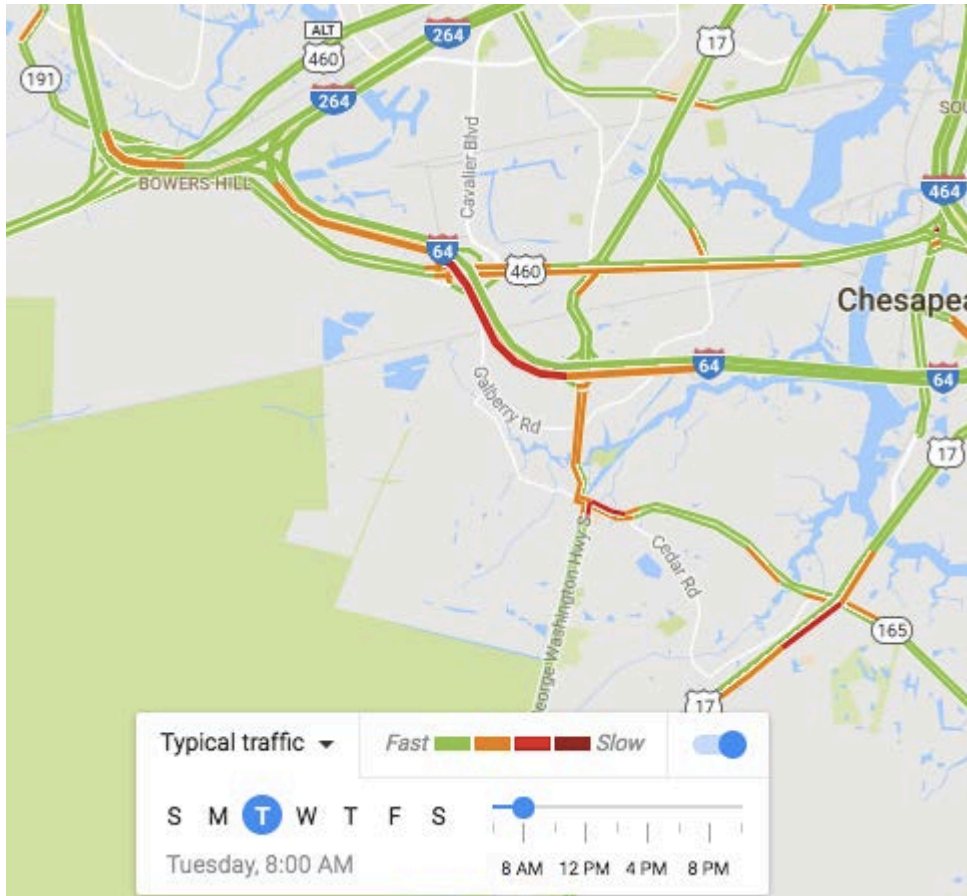 ALT
460
264
17
191
264
BOWERS HILL
Cavalier Blvd
SOU
464
64
460
Chesapea
64
64
Galberry Rd
17
George Washington Hwy S
Cedar Rd
165
17
Typical traffic
Fast
Slow
S M T W T F S
Tuesday, 8:00 AM
8 AM 12 PM 4 PM 8 PM